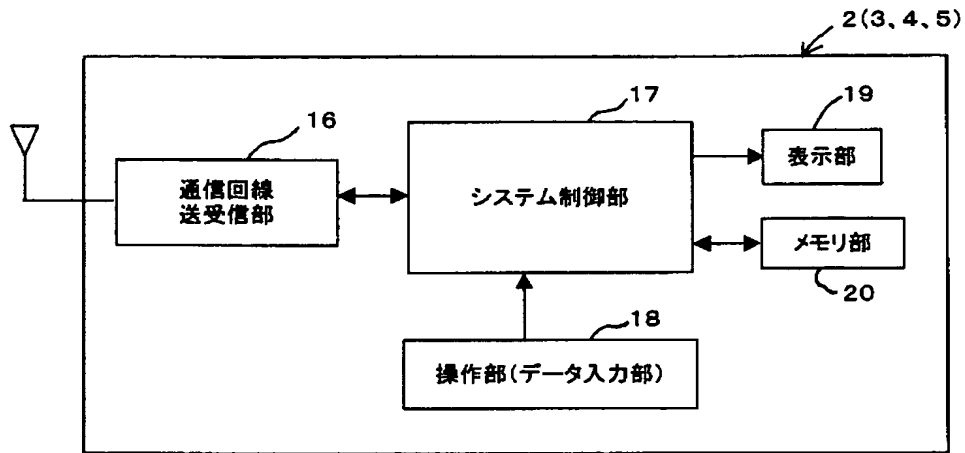 2(3、4、5)
16
17
19
通信回線
送受信部
システム制御部
表示部
メモリ部
20
18
操作部(データ入力部)